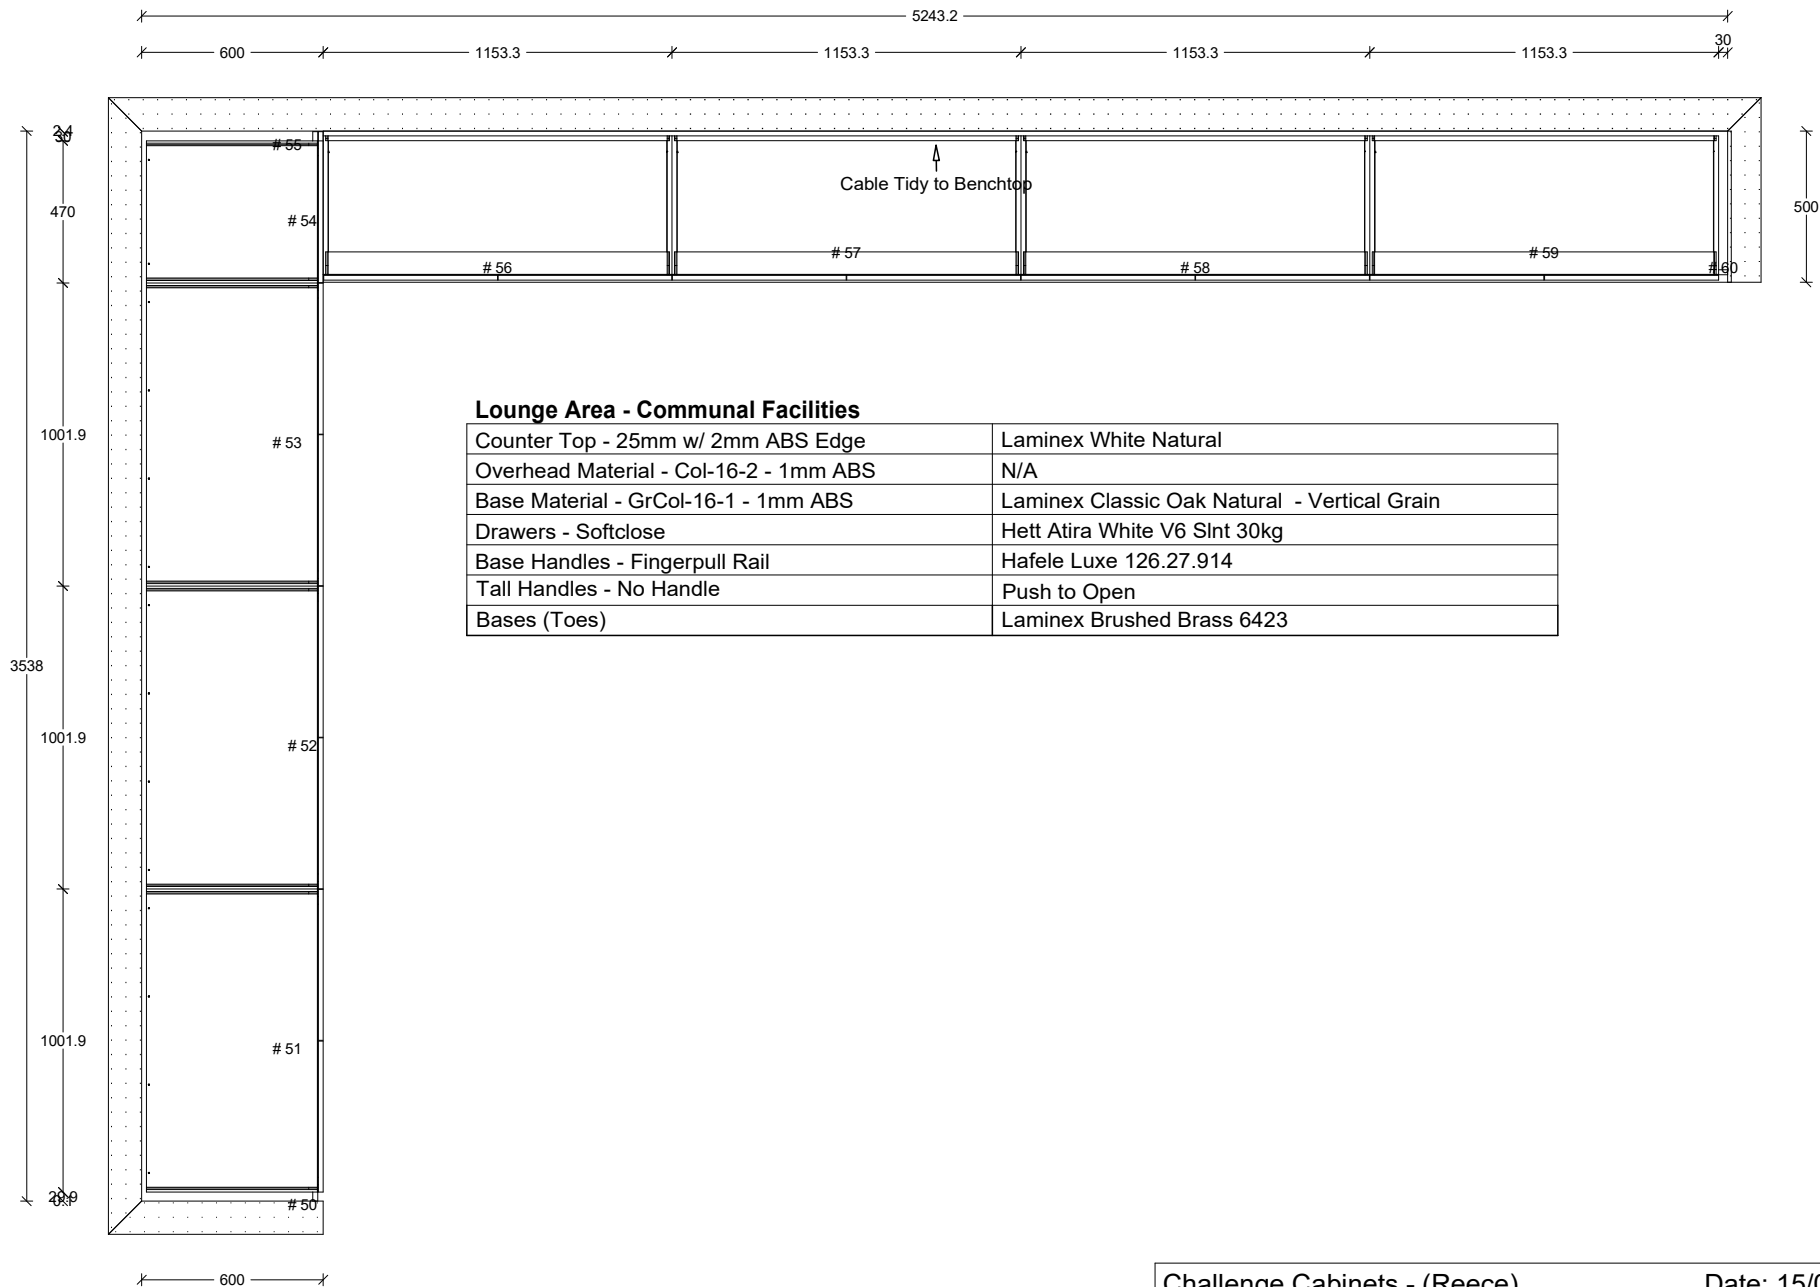 5243.2
600 1153.3 1153.3 1153.3 1153.3 30
# 55
Cable Tidy to Benchtop
470
# 54
500
# 56 # 57 # 58 # 59 # 60
Lounge Area - Communal Facilities
Counter Top - 25mm w/ 2mm ABS Edge Laminex White Natural
Overhead Material - Col-16-2 - 1mm ABS N/A
Base Material - GrCol-16-1 - 1mm ABS Laminex Classic Oak Natural - Vertical Grain
Drawers - Softclose Hett Atira White V6 Slnt 30kg
Base Handles - Fingerpull Rail Hafele Luxe 126.27.914
Tall Handles - No Handle Push to Open
Bases (Toes) Laminex Brushed Brass 6423
1001.9
# 53
3538
1001.9
# 52
1001.9
# 51
# 50
600
Challenge Cabinets - (Reece) Date: 15/0